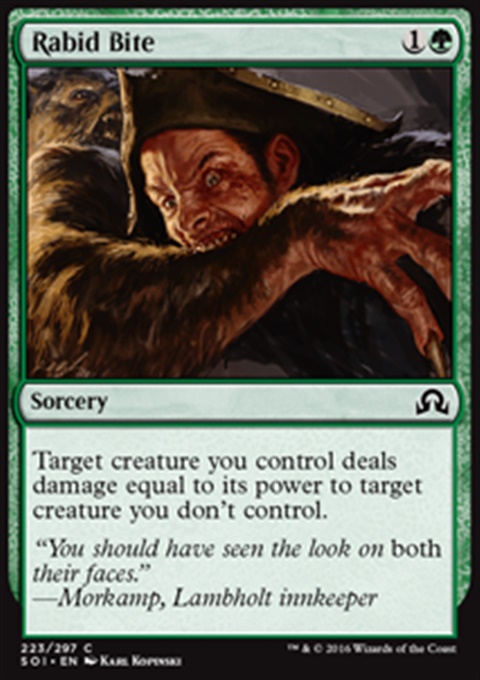 Rabid Bite 1
Sorcery
Target creature you control deals
damage equal to its power to target
creature you don't control.
“You should have seen the look on both
their faces.”
—Morkamp, Lambholt innkeeper
223/297 C
SOI • EN Karl Kopinski
™ & © 2016 Wizards of the Coast